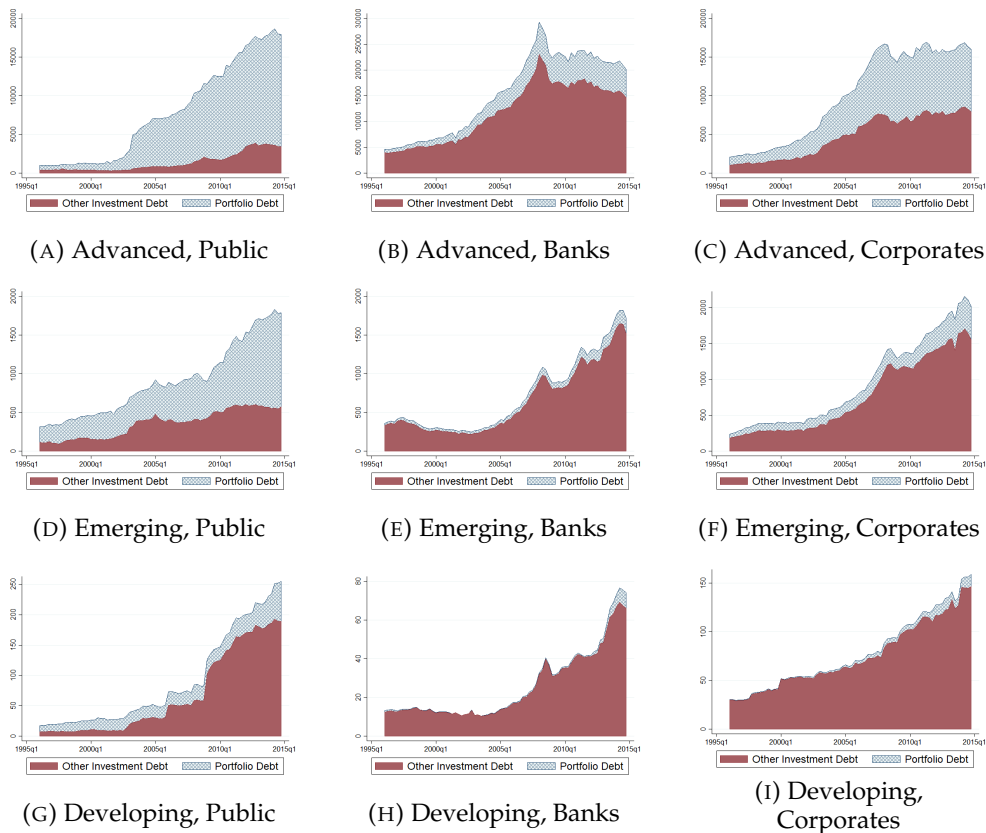 20000
15000
10000
5000
0
1995q1 2000q1 2005q1 2010q1 2015q1
Other Investment Debt Portfolio Debt
(A) Advanced, Public
30000
25000
20000
15000
10000
5000
0
1995q1 2000q1 2005q1 2010q1 2015q1
Other Investment Debt Portfolio Debt
(B) Advanced, Banks
20000
15000
10000
5000
0
1995q1 2000q1 2005q1 2010q1 2015q1
Other Investment Debt Portfolio Debt
(C) Advanced, Corporates
2000
1500
1000
500
0
1995q1 2000q1 2005q1 2010q1 2015q1
Other Investment Debt Portfolio Debt
(D) Emerging, Public
2000
1500
1000
500
0
1995q1 2000q1 2005q1 2010q1 2015q1
Other Investment Debt Portfolio Debt
(E) Emerging, Banks
2000
1500
1000
500
0
1995q1 2000q1 2005q1 2010q1 2015q1
Other Investment Debt Portfolio Debt
(F) Emerging, Corporates
250
200
150
100
50
0
1995q1 2000q1 2005q1 2010q1 2015q1
Other Investment Debt Portfolio Debt
(G) Developing, Public
80
60
40
20
0
1995q1 2000q1 2005q1 2010q1 2015q1
Other Investment Debt Portfolio Debt
(H) Developing, Banks
150
100
50
0
1995q1 2000q1 2005q1 2010q1 2015q1
Other Investment Debt Portfolio Debt
(I) Developing,
Corporates